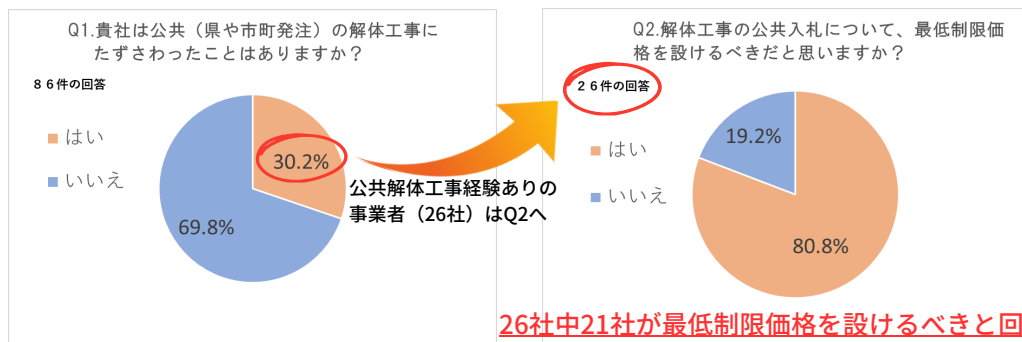 Q1.貴社は公共（県や市町発注）の解体工事に
たずさわったことはありますか？
８６件の回答
はい
いいえ
30.2%
69.8%
公共解体工事経験ありの
事業者（26社）はQ2へ
Q2.解体工事の公共入札について、最低制限価
格を設けるべきだと思いますか？
２６件の回答
はい
いいえ
19.2%
80.8%
26社中21社が最低制限価格を設けるべきと回